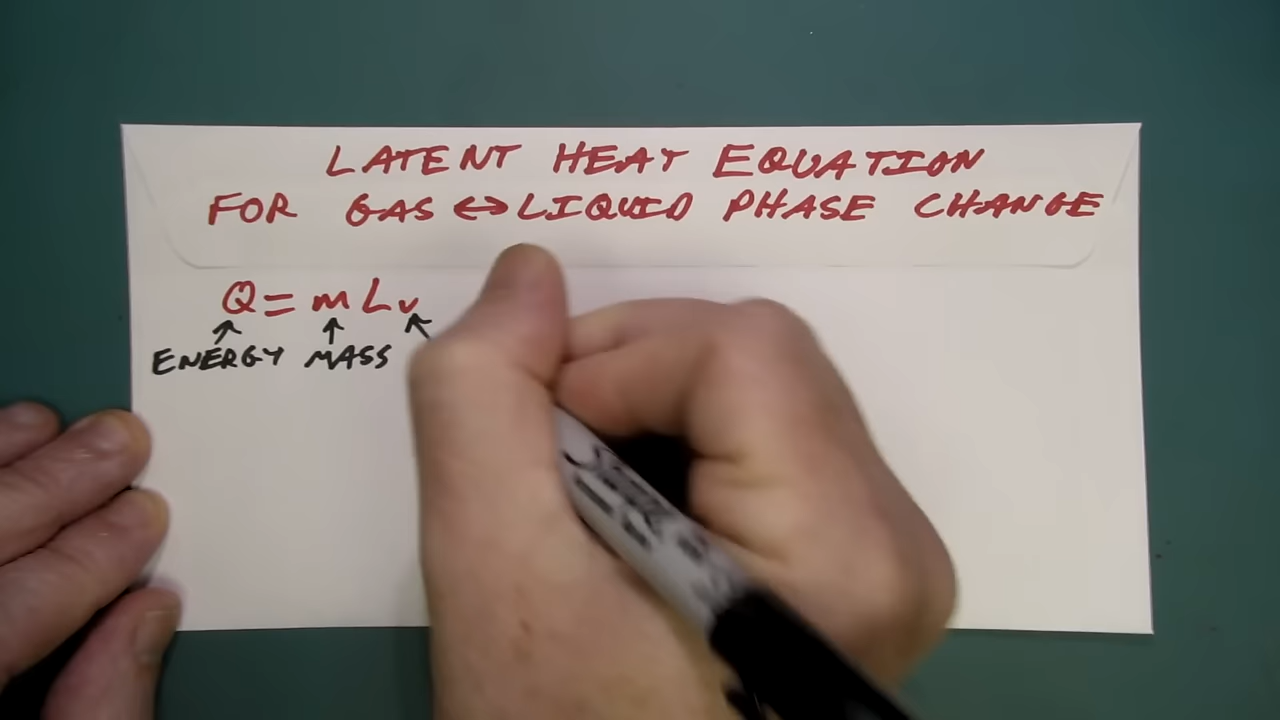 LATENT HEAT EQUATION
FOR GAS ↔ LIQUID PHASE CHANGE
Q = m Lv
ENERGY MASS